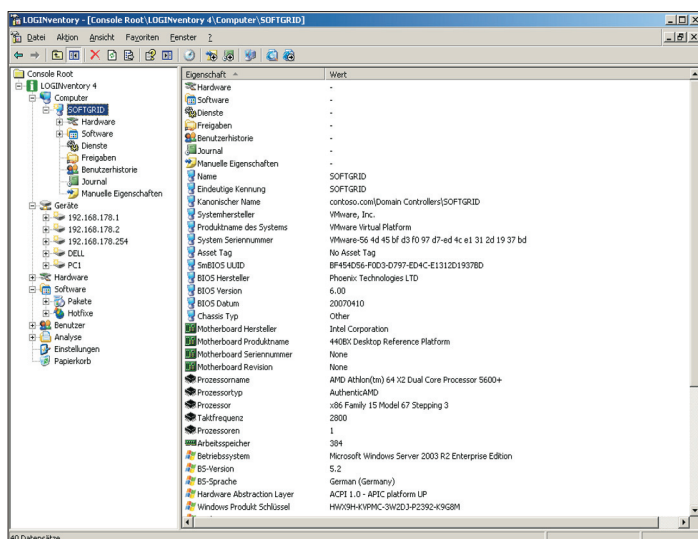 LOGINventory - [Console Root\LOGINventory 4\Computer\SOFTGRID]
Datei Aktion Ansicht Favoriten Fenster ?
Console Root
LOGINventory 4
Computer
SOFTGRID
Hardware
Software
Dienste
Freigaben
Benutzerhistorie
Journal
Manuelle Eigenschaften
Geräte
192.168.178.1
192.168.178.2
192.168.178.254
DELL
PC1
Hardware
Software
Pakete
Hotfixe
Benutzer
Analyse
Einstellungen
Papierkorb
Eigenschaft Wert
Hardware -
Software -
Dienste -
Freigaben -
Benutzerhistorie -
Journal -
Manuelle Eigenschaften -
Name SOFTGRID
Eindeutige Kennung SOFTGRID
Kanonischer Name contoso.com\Domain Controllers\SOFTGRID
Systemhersteller VMware, Inc.
Produktname des Systems VMware Virtual Platform
System Seriennummer VMware-56 4d 45 bf d3 f0 97 d7-ed 4c e1 31 2d 19 37 bd
Asset Tag No Asset Tag
SmBIOS UUID BF454D56-F0D3-D797-ED4C-E1312D1937BD
BIOS Hersteller Phoenix Technologies LTD
BIOS Version 6.00
BIOS Datum 20070410
Chassis Typ Other
Motherboard Hersteller Intel Corporation
Motherboard Produktname 440BX Desktop Reference Platform
Motherboard Seriennummer None
Motherboard Revision None
Prozessorname AMD Athlon(tm) 64 X2 Dual Core Processor 5600+
Prozessortyp AuthenticAMD
Prozessor x86 Family 15 Model 67 Stepping 3
Taktfrequenz 2800
Prozessoren 1
Arbeitsspeicher 384
Betriebssystem Microsoft Windows Server 2003 R2 Enterprise Edition
BS-Version 5.2
BS-Sprache German (Germany)
Hardware Abstraction Layer ACPI 1.0 - APIC platform UP
Windows Produkt Schlüssel HWX9H-KVPMC-3W2DJ-P2392-K9G8M
40 Datensätze